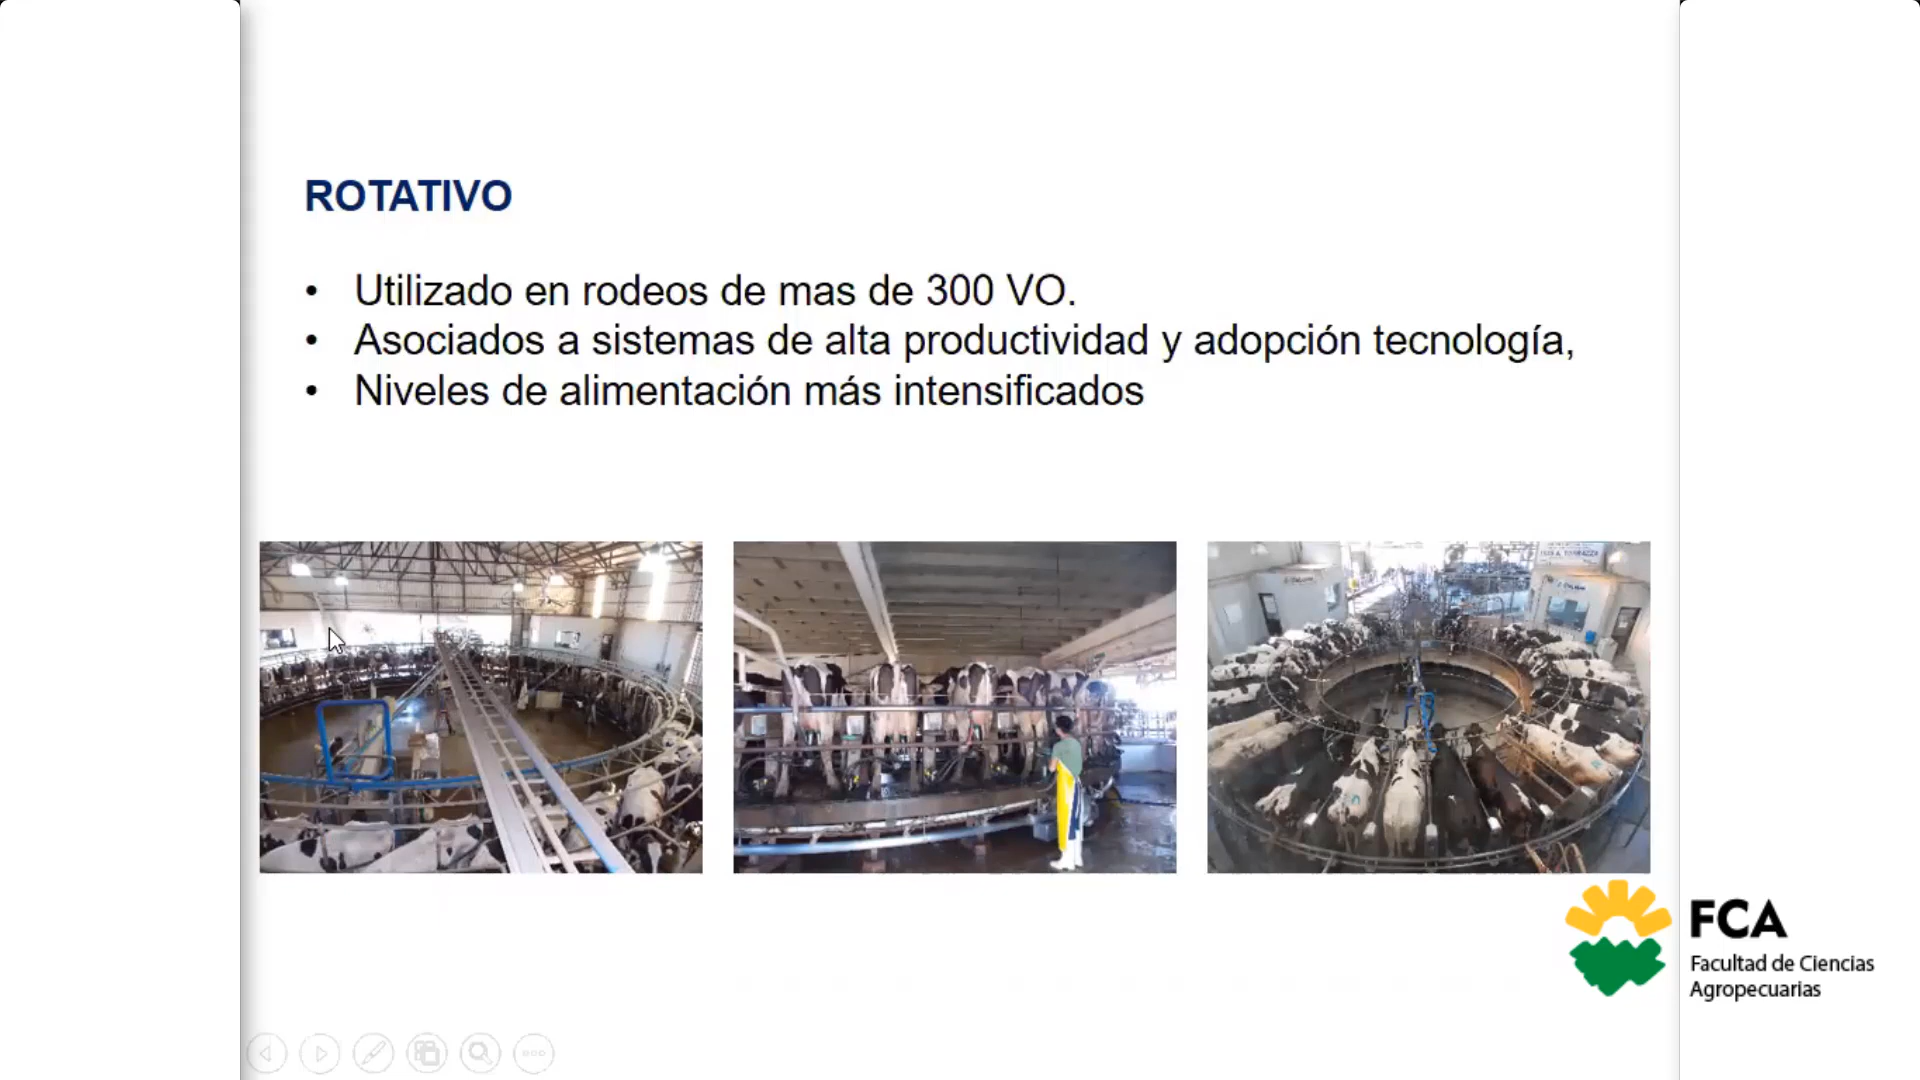 ROTATIVO
• Utilizado en rodeos de mas de 300 VO.
• Asociados a sistemas de alta productividad y adopción tecnología,
• Niveles de alimentación más intensificados
FCA
Facultad de Ciencias
Agropecuarias